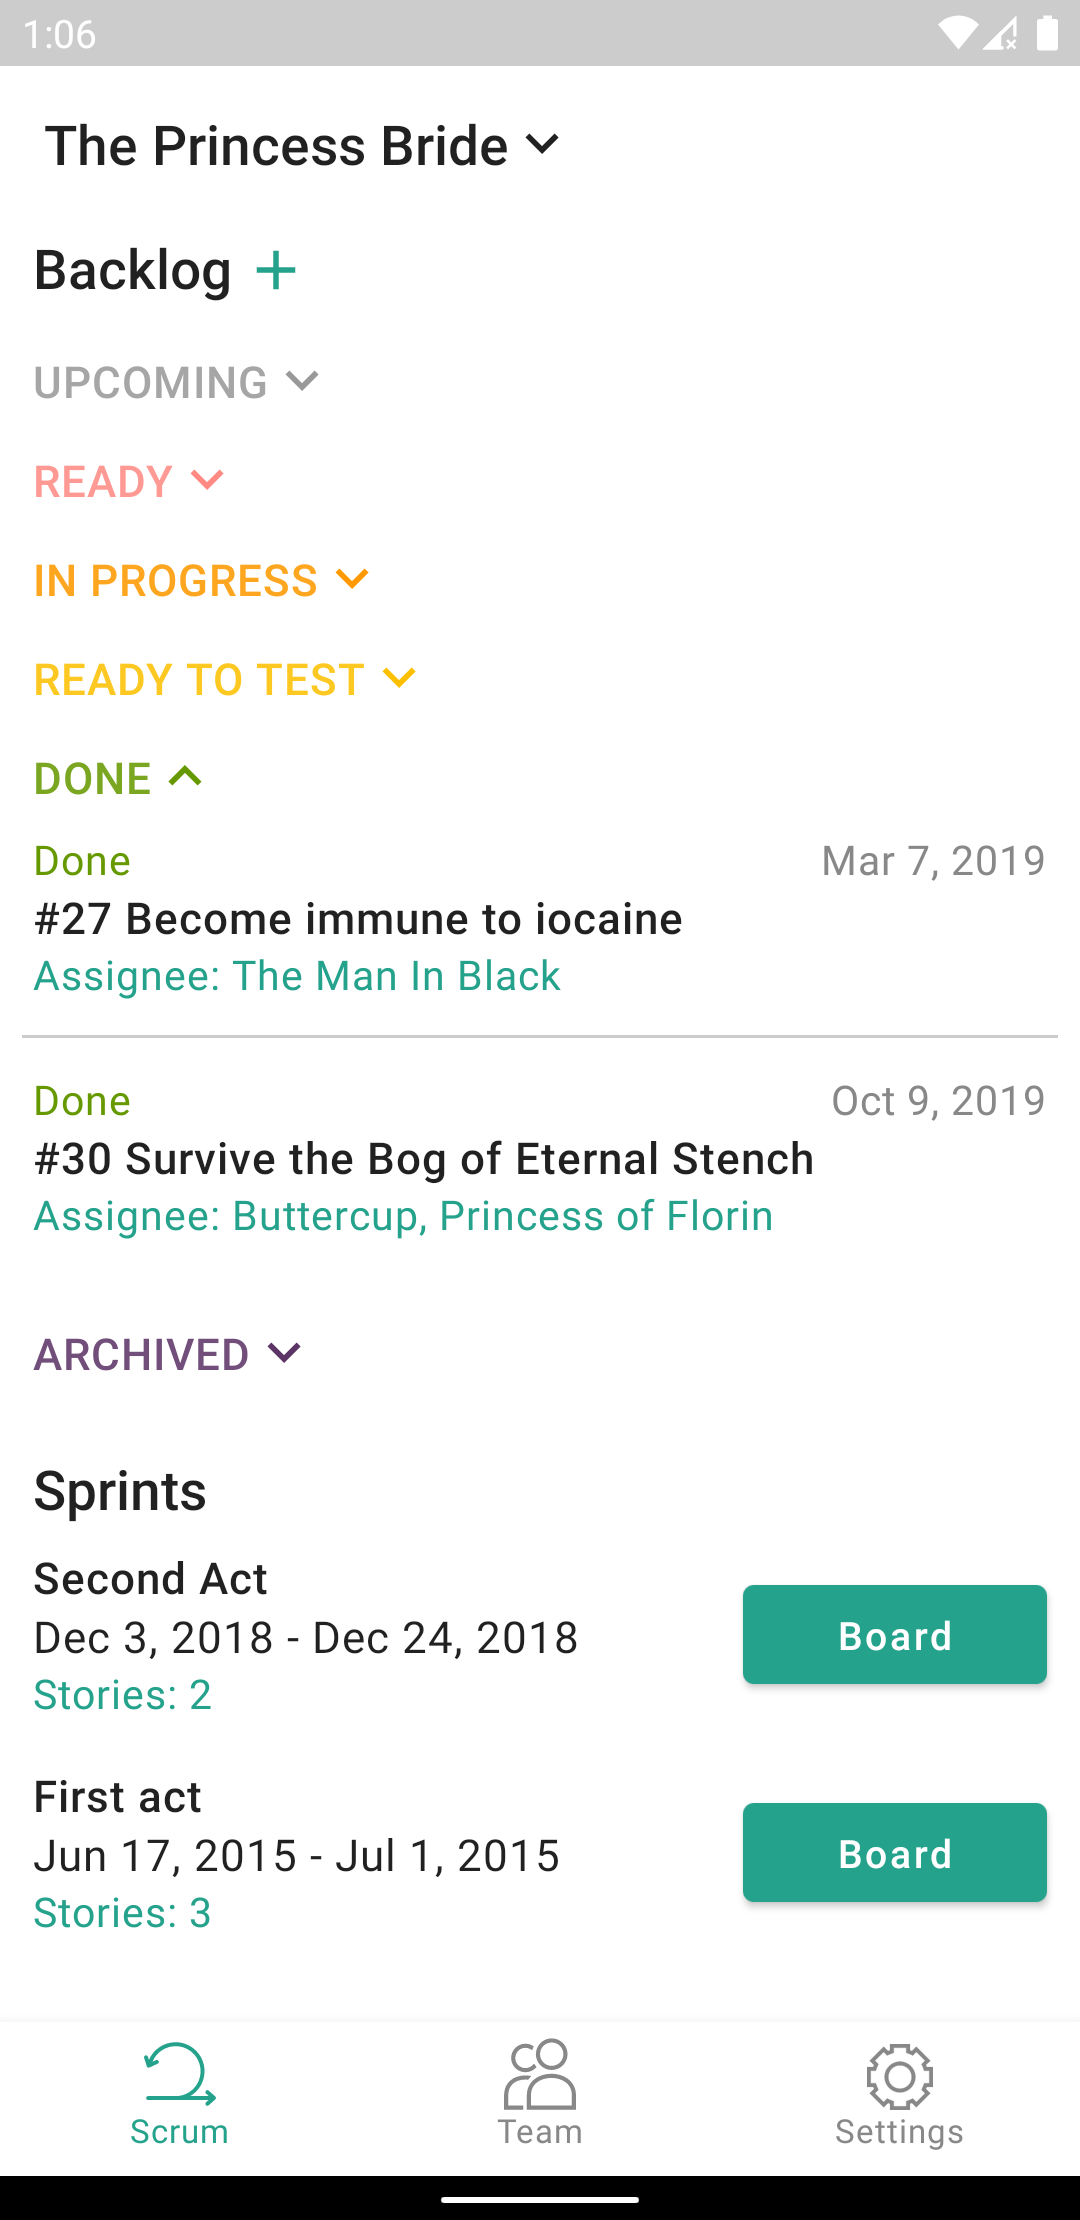 1:06
The Princess Bride
Backlog
UPCOMING
READY
IN PROGRESS
READY TO TEST
DONE
Done Mar 7, 2019
#27 Become immune to iocaine
Assignee: The Man In Black
Done Oct 9, 2019
#30 Survive the Bog of Eternal Stench
Assignee: Buttercup, Princess of Florin
ARCHIVED
Sprints
Second Act
Dec 3, 2018 - Dec 24, 2018
Board
Stories: 2
First act
Jun 17, 2015 - Jul 1, 2015
Board
Stories: 3
Scrum Team Settings